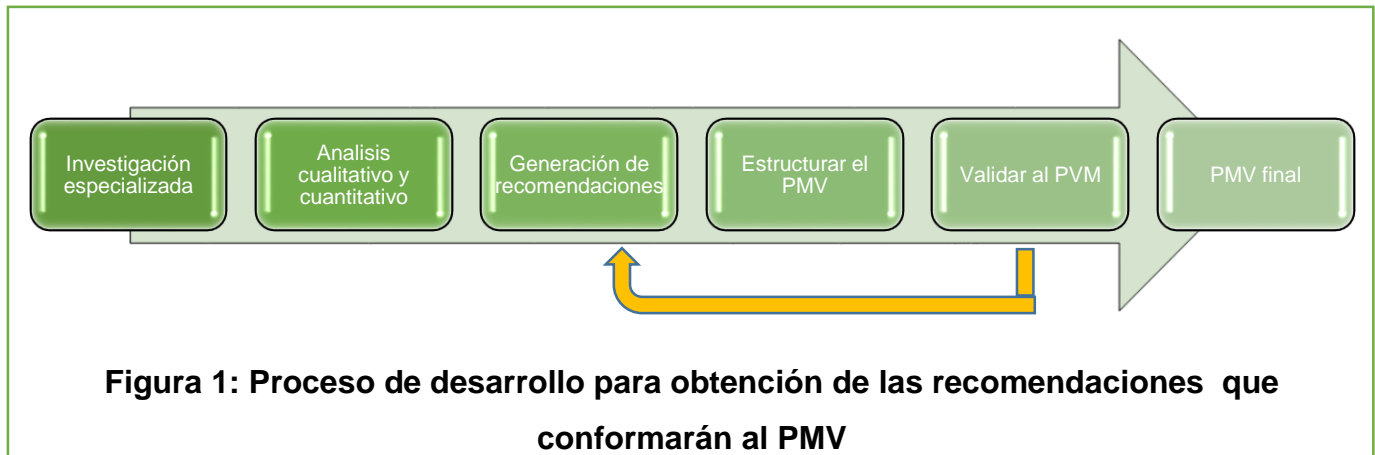 Investigación
especializada
Analisis
cualitativo y
cuantitativo
Generación de
recomendaciones
Estructurar el
PMV
Validar al PVM
PMV final
Figura 1: Proceso de desarrollo para obtención de las recomendaciones que
conformarán al PMV